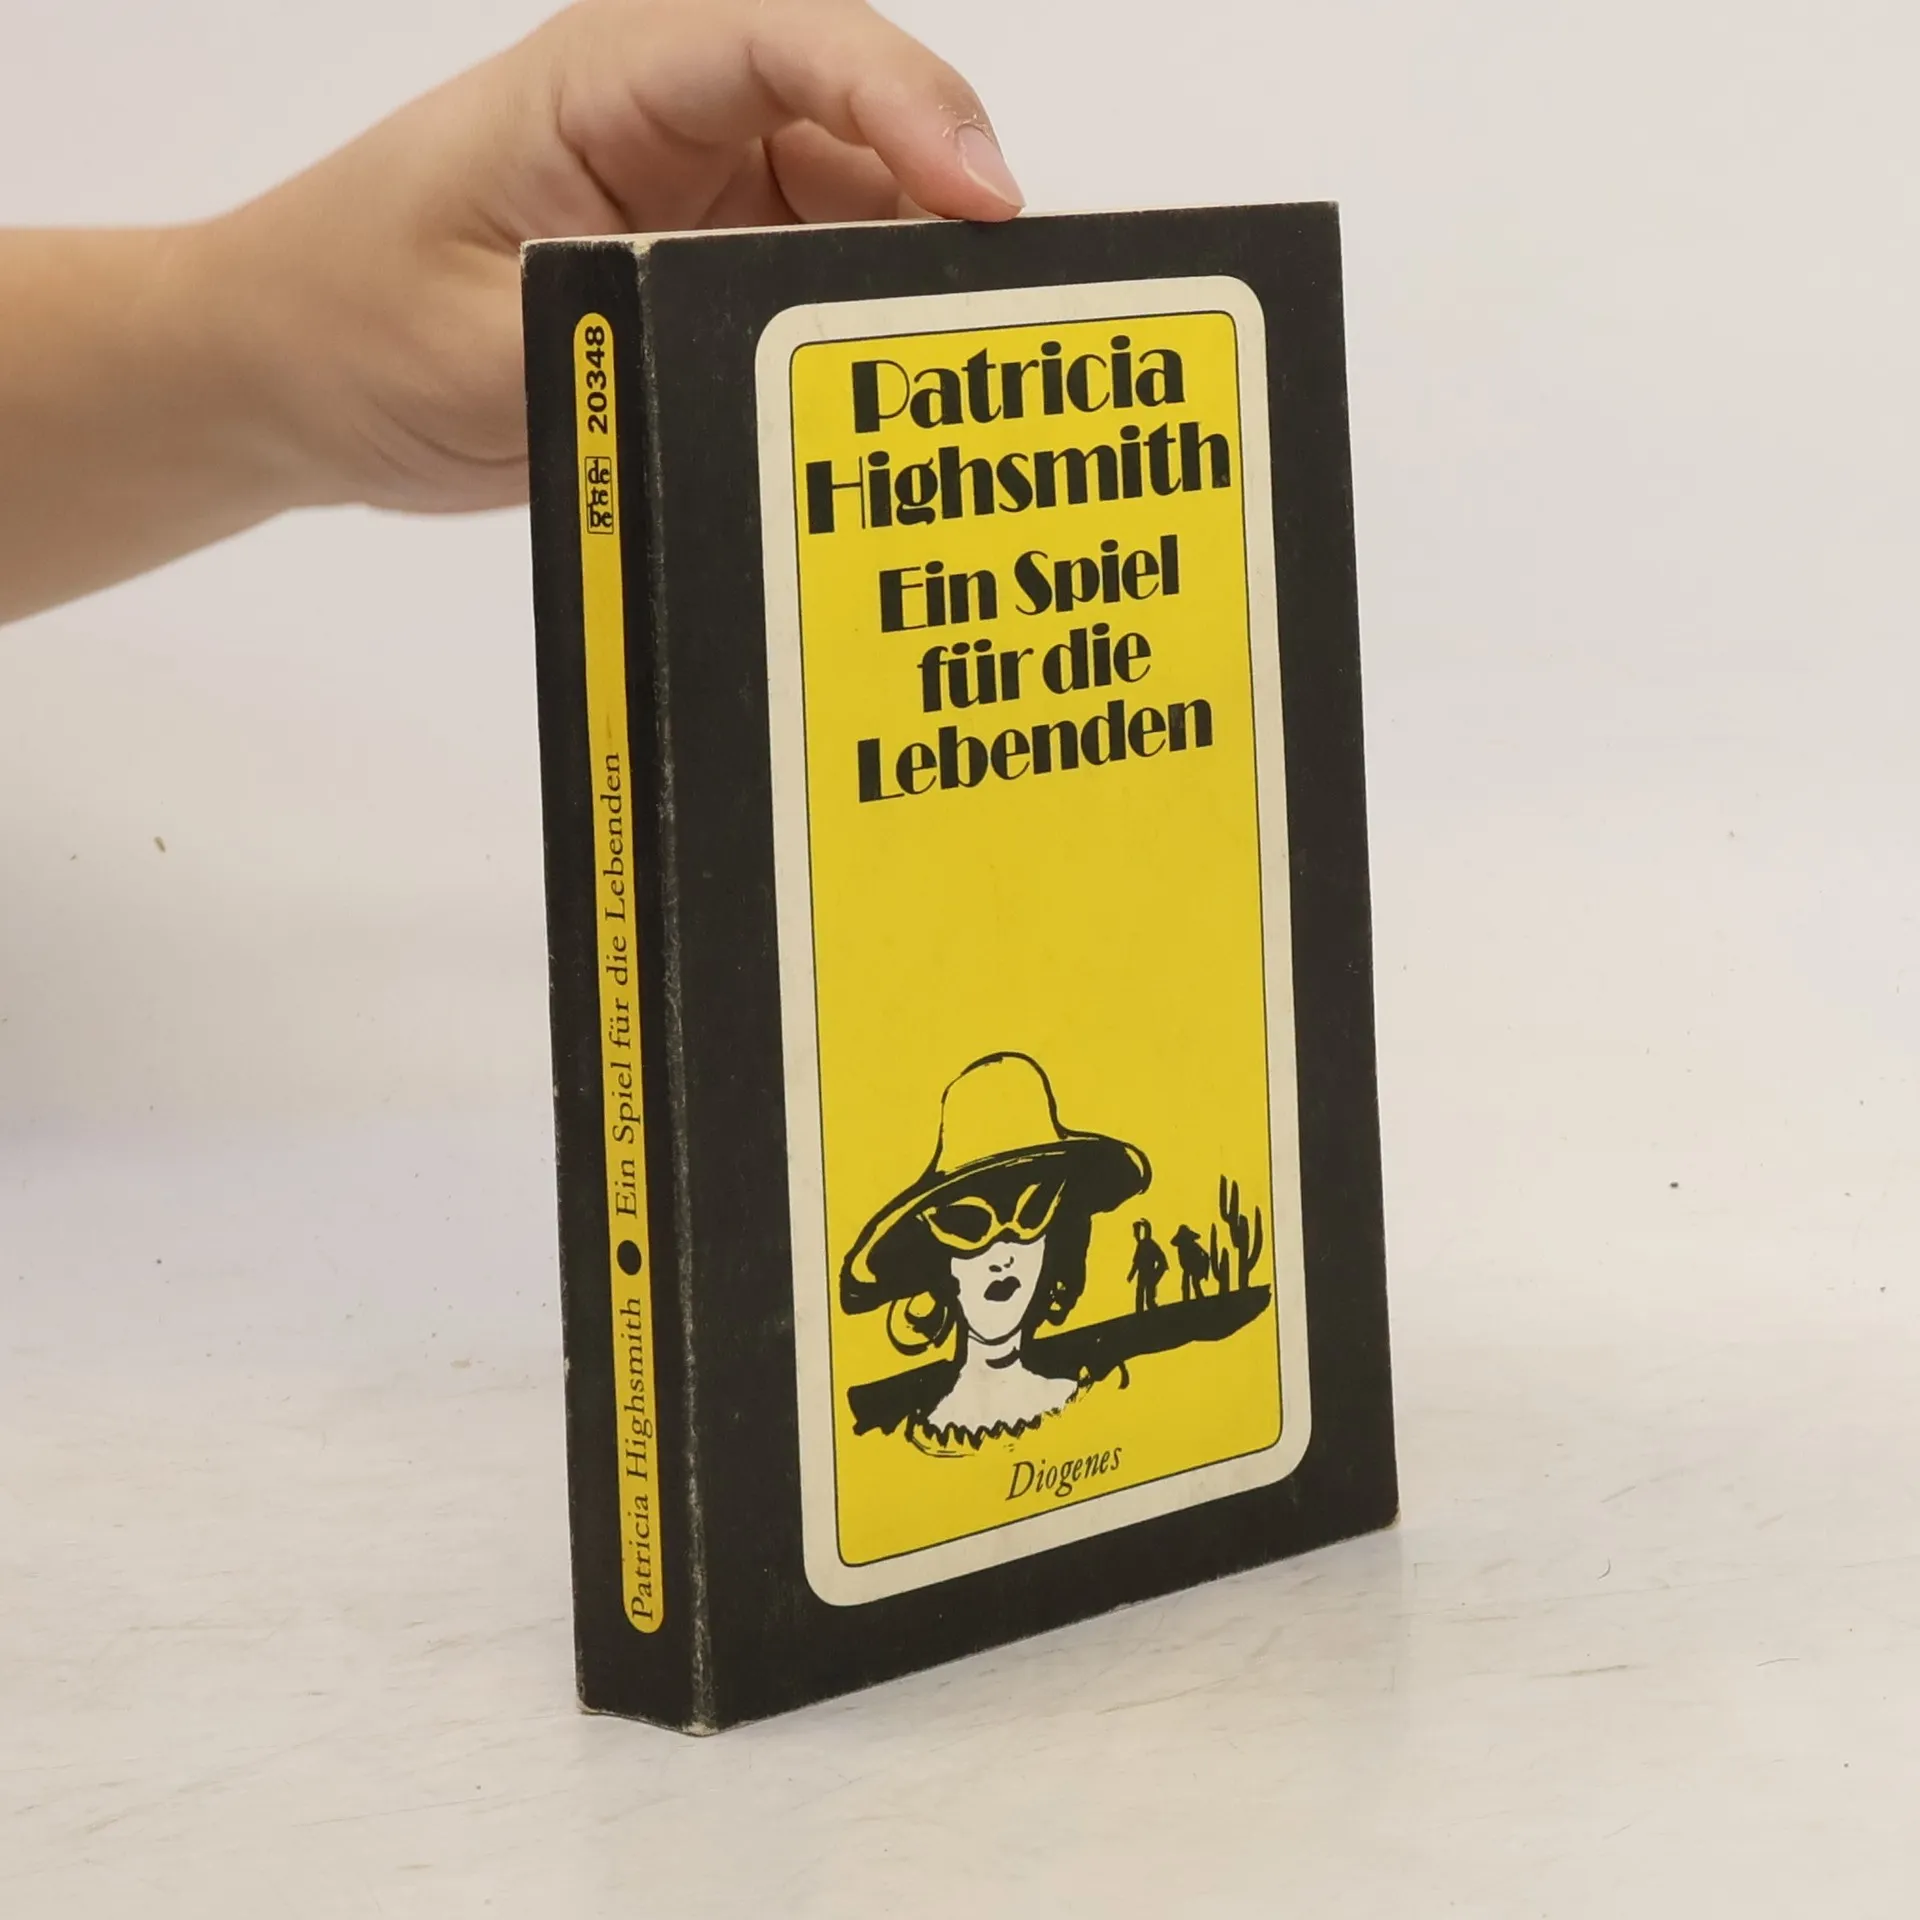 Patricia
Highsmith
Ein Spiel
für die
Lebenden
Diogenes
Patricia Highsmith ● Ein Spiel für die Lebenden
20348